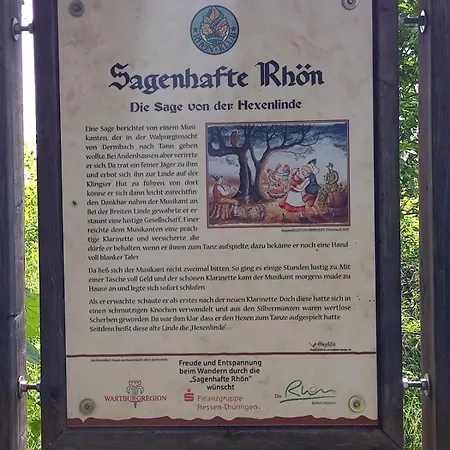 RHÖNKLUB
Sagenhafte Rhön
Die Sage von der Hexenlinde
Eine Sage berichtet von einem Musi-
kanten, der in der Walpurgisnacht
von Dermbach nach Tann gehen
wollte. Bei Andenhausen aber verirrte
er sich. Da trat ein feiner Jäger zu ihm
und erbot sich, ihn zur Linde auf der
Klingser Hut zu führen von dort
könne er sich dann leicht zurechtfin-
den. Dankbar nahm der Musikant an.
Bei der Breiten Linde gewahrte er er-
staunt eine lustige Gesellschaft. Einer
reichte dem Musikanten eine präch-
tige Klarinette und versicherte, die
dürfe er behalten, wenn er ihnen zum Tanz aufspielte, dazu bekäme er noch eine Hand
voll blanker Taler.
Da ließ sich der Musikant nicht zweimal bitten. So ging es einige Stunden lustig zu. Mit
einer Tasche voll Geld und der schönen Klarinette kam der Musikant morgens müde zu
Hause an und legte sich sofort schlafen.
Als er erwachte, schaute er als erstes nach der neuen Klarinette. Doch diese hatte sich in
einen schmutzigen Knochen verwandelt und aus den Silbermünzen waren wertlose
Scherben geworden. Da war ihm klar dass er den Hexen zum Tanze aufgespielt hatte.
Seitdem heißt diese alte Linde die „Hexenlinde"
Freude und Entspannung
beim Wandern durch die
„Sagenhafte Rhön"
wünscht
WARTBURGREGION
Finanzgruppe
Hessen-Thüringen
Die Rhön